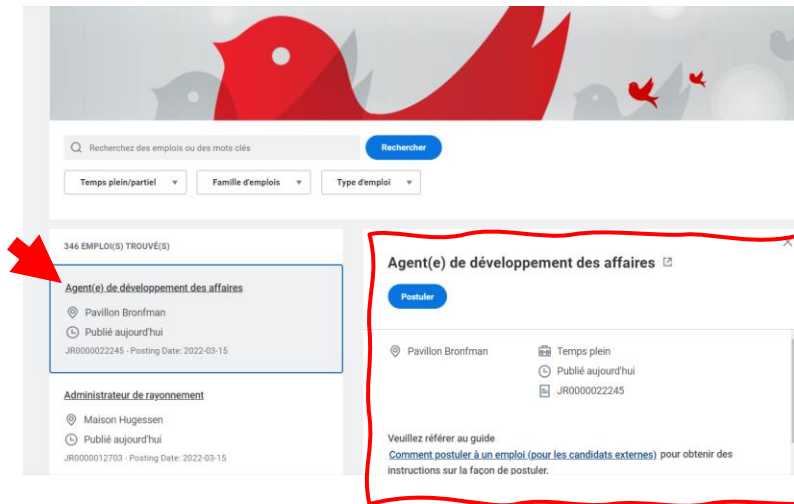 Recherchez des emplois ou des mots clés
Rechercher
Temps plein/partiel
Famille d'emplois
Type d'emploi
346 EMPLOI(S) TROUVÉ(S)
Agent(e) de développement des affaires
Pavillon Bronfman
Publié aujourd'hui
JR0000022245 - Posting Date: 2022-03-15
Administrateur de rayonnement
Maison Hugessen
Publié aujourd'hui
JR0000012703 - Posting Date: 2022-03-15
Agent(e) de développement des affaires
Postuler
Pavillon Bronfman
Temps plein
Publié aujourd'hui
JR0000022245
Veuillez référer au guide
Comment postuler à un emploi (pour les candidats externes) pour obtenir des
instructions sur la façon de postuler.